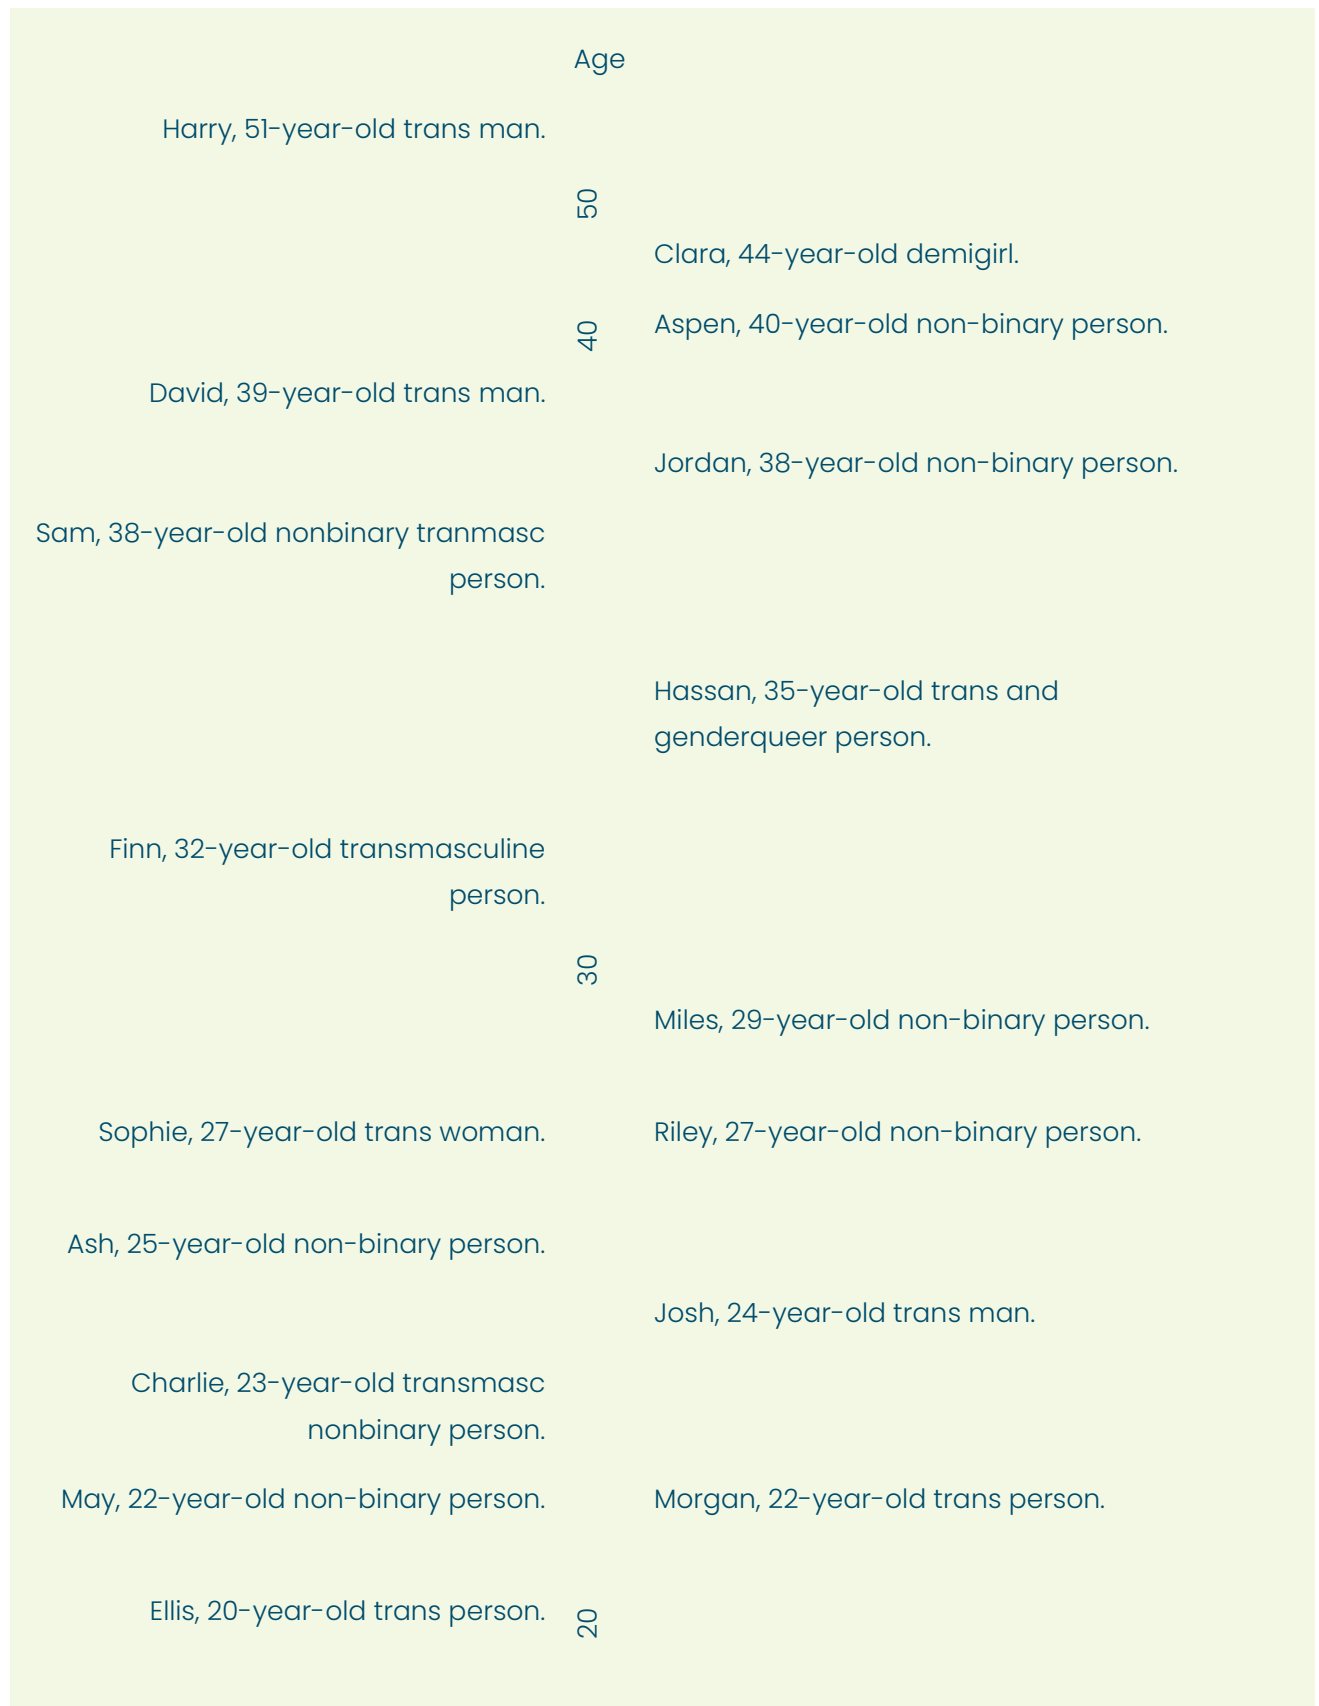 Age
Harry, 51-year-old trans man.
50
Clara, 44-year-old demigirl.
40
Aspen, 40-year-old non-binary person.
David, 39-year-old trans man.
Jordan, 38-year-old non-binary person.
Sam, 38-year-old nonbinary tranmasc
person.
Hassan, 35-year-old trans and
genderqueer person.
Finn, 32-year-old transmasculine
person.
30
Miles, 29-year-old non-binary person.
Sophie, 27-year-old trans woman.
Riley, 27-year-old non-binary person.
Ash, 25-year-old non-binary person.
Josh, 24-year-old trans man.
Charlie, 23-year-old transmasc
nonbinary person.
May, 22-year-old non-binary person.
Morgan, 22-year-old trans person.
Ellis, 20-year-old trans person.
20